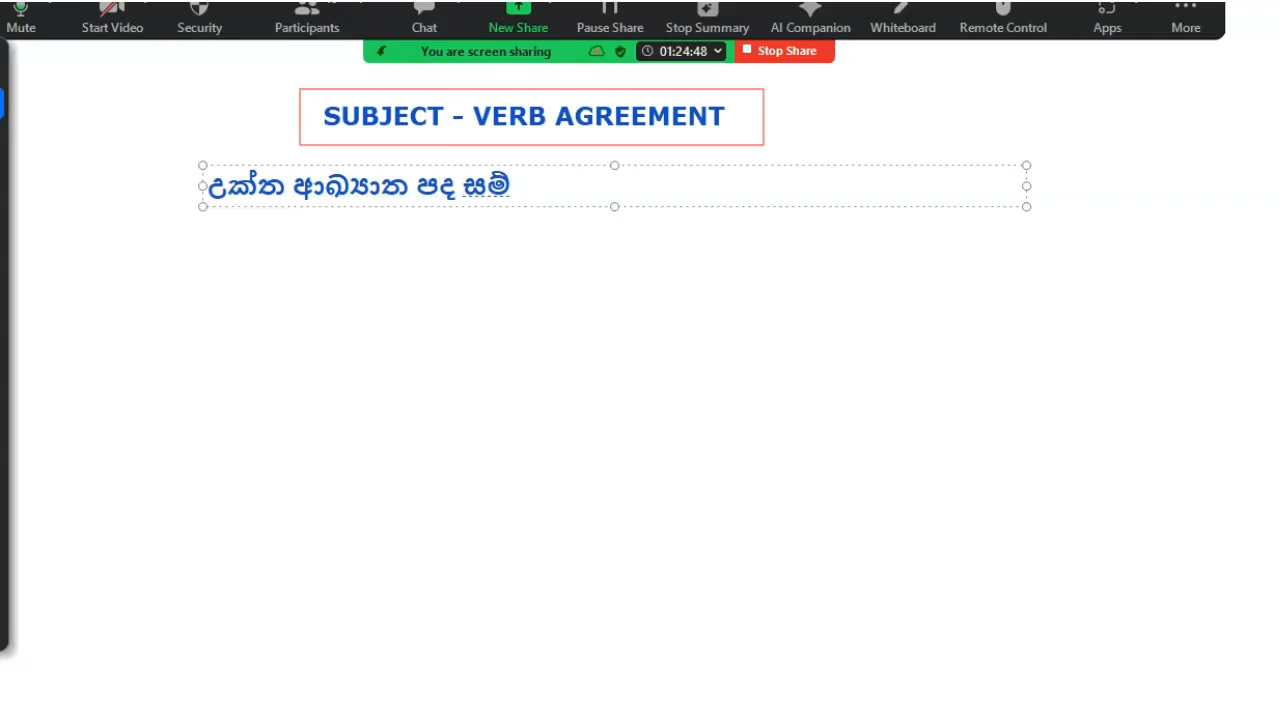 Mute Start Video Security Participants Chat New Share Pause Share Stop Summary AI Companion Whiteboard Remote Control Apps More
You are screen sharing 01:24:48 Stop Share
SUBJECT - VERB AGREEMENT
උක්ත ආඛ්‍යාත පද සම්